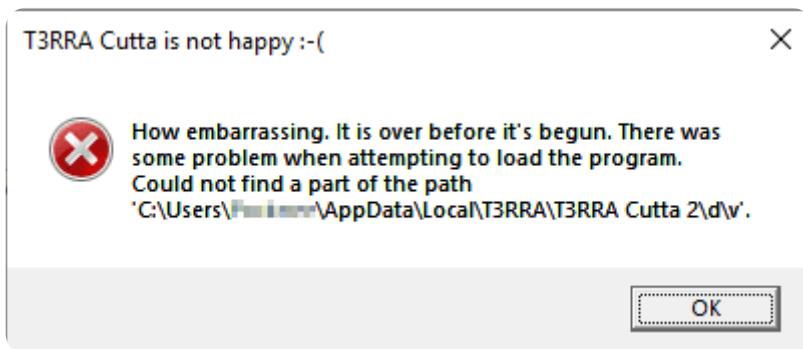 T3RRA Cutta is not happy :-(
How embarrassing. It is over before it's begun. There was
some problem when attempting to load the program.
Could not find a part of the path
'C:\Users\ \AppData\Local\T3RRA\T3RRA Cutta 2\d\v'.
OK